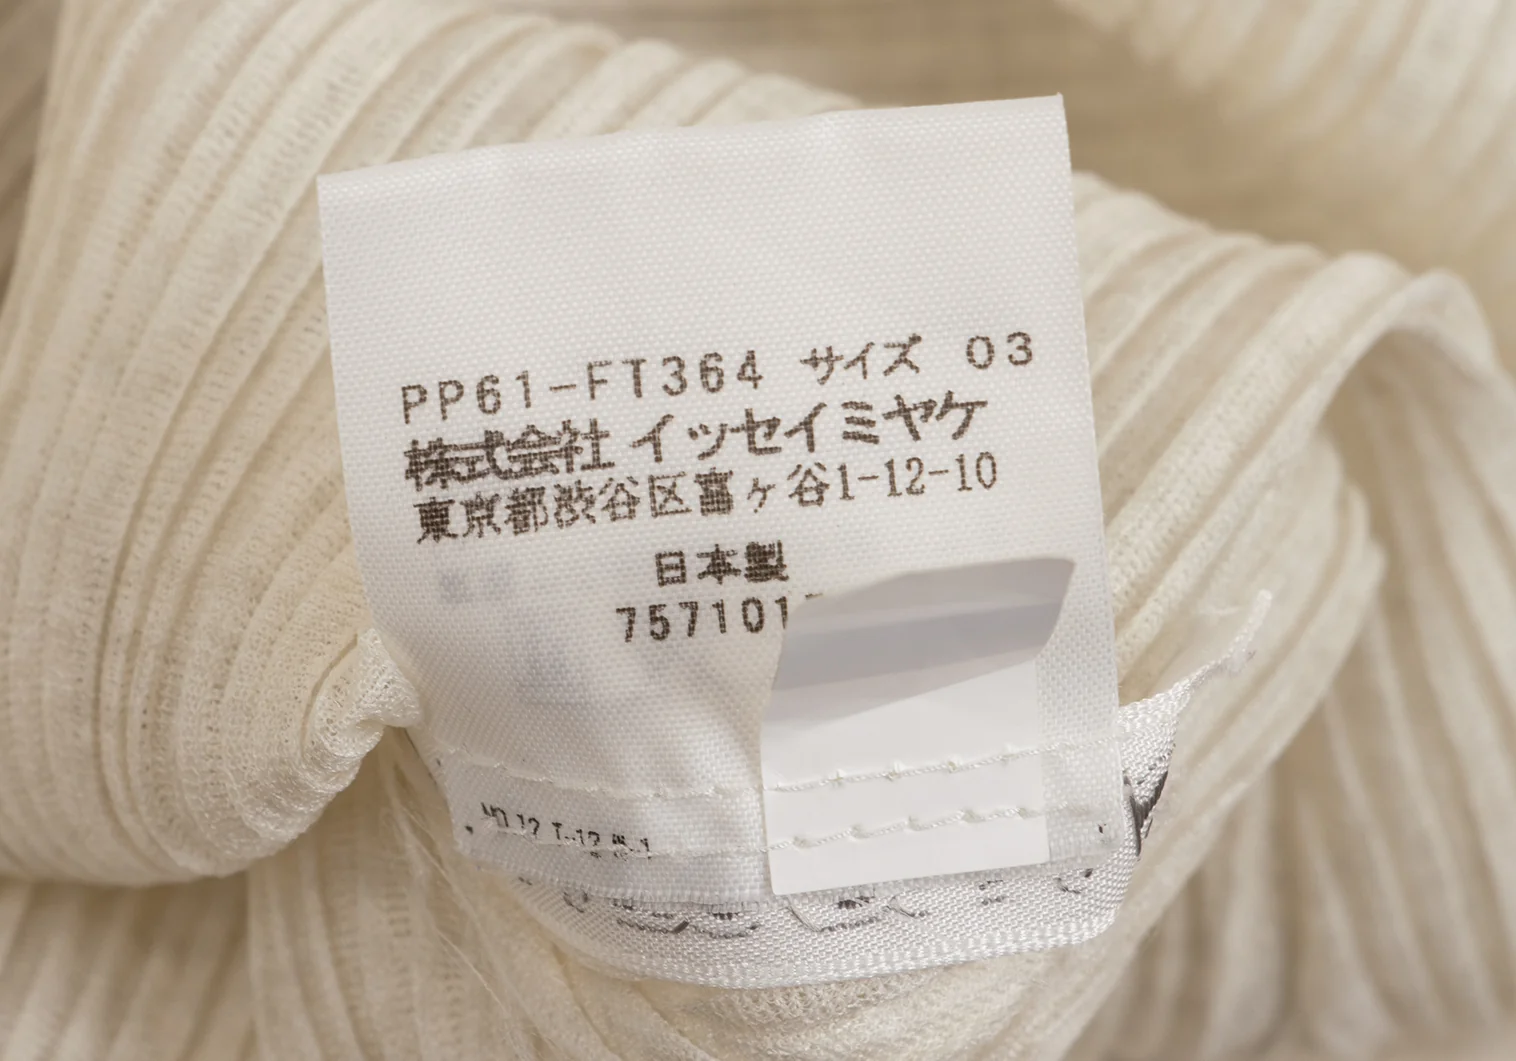 PP61-FT364 サイズ 03
株式会社 イッセイミヤケ
東京都渋谷区富ヶ谷1-12-10
日本製
757101